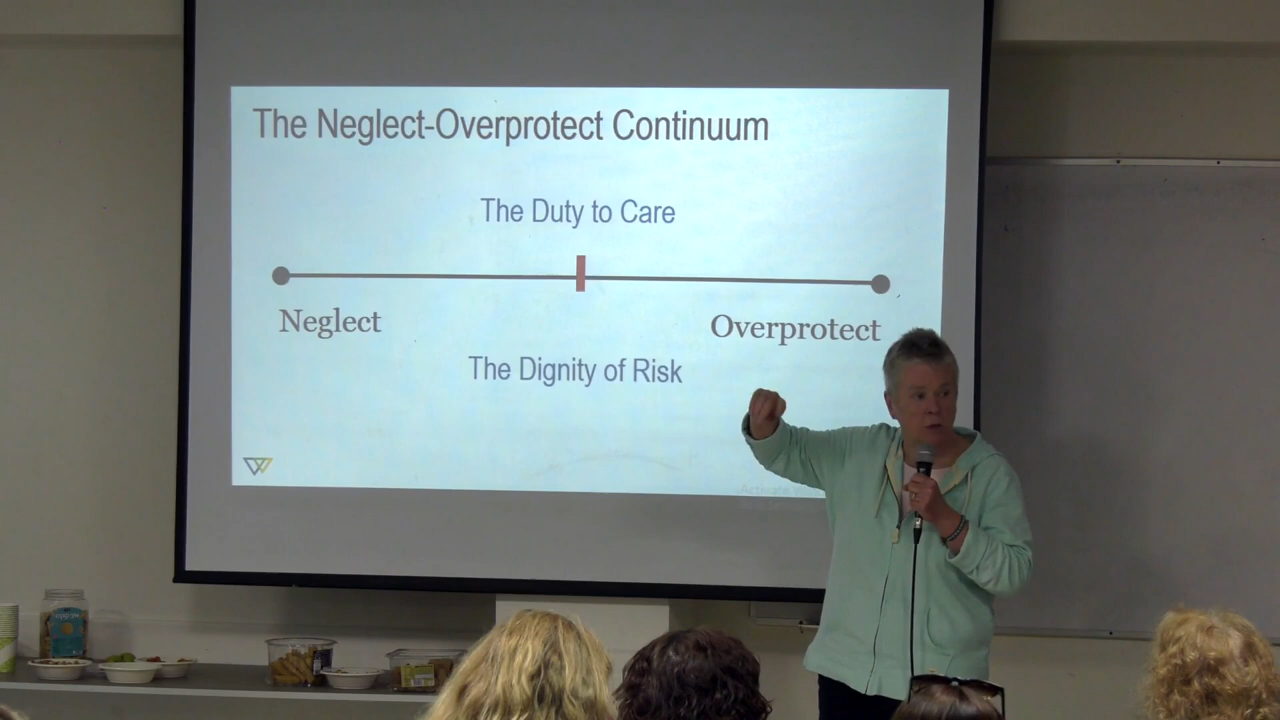 The Neglect-Overprotect Continuum
The Duty to Care
Neglect
Overprotect
The Dignity of Risk